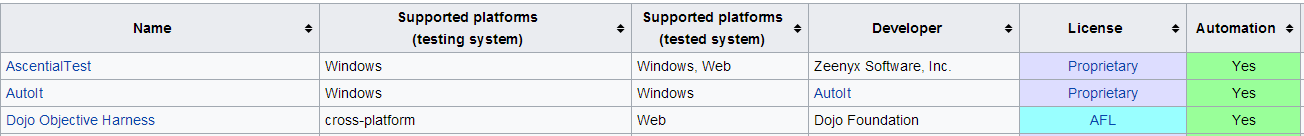 Name Supported platforms (testing system) Supported platforms (tested system) Developer License Automation
AscentialTest Windows Windows, Web Zeenyx Software, Inc. Proprietary Yes
AutoIt Windows Windows AutoIt Proprietary Yes
Dojo Objective Harness cross-platform Web Dojo Foundation AFL Yes